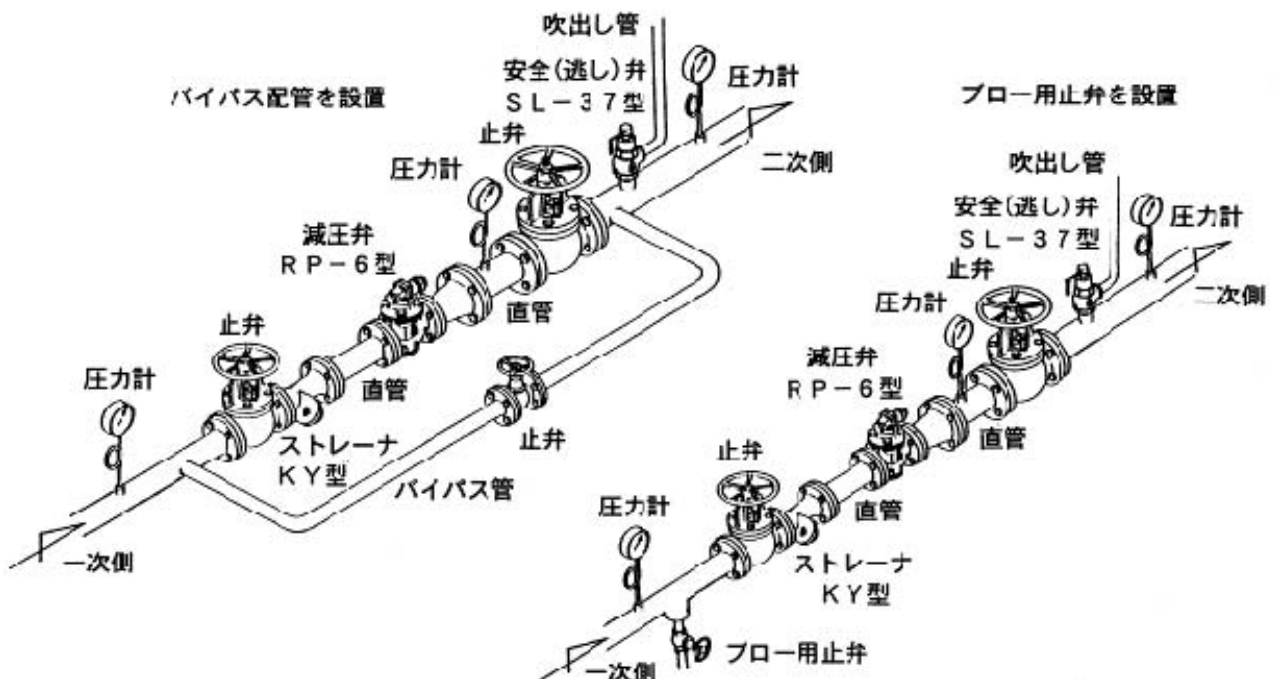 バイパス配管を設置
吹出し管
安全(逃し)弁
SL-37型
圧力計
止弁
圧力計
二次側
減圧弁
RP-6型
直管
止弁
圧力計
直管
ストレーナ
KY型
止弁
バイパス管
一次側
ブロー用止弁を設置
吹出し管
安全(逃し)弁
SL-37型
圧力計
止弁
圧力計
二次側
減圧弁
RP-6型
直管
止弁
圧力計
直管
ストレーナ
KY型
ブロー用止弁
一次側